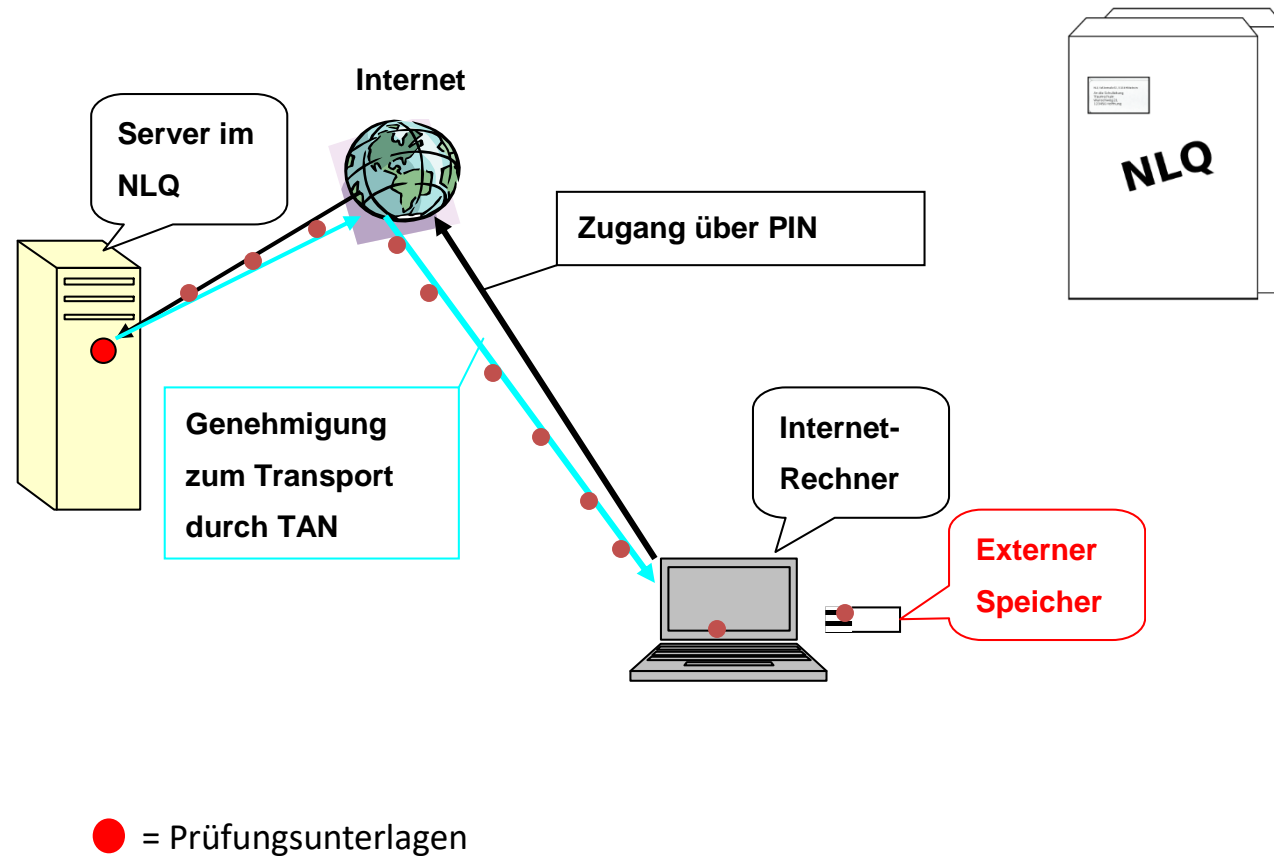 Internet
Server im
NLQ
NLQ
Zugang über PIN
Genehmigung
zum Transport
durch TAN
Internet-
Rechner
Externer
Speicher
= Prüfungsunterlagen